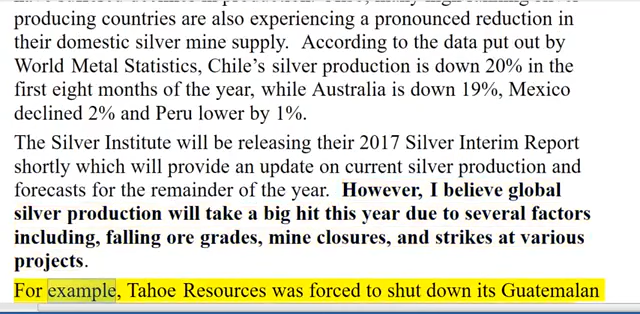 producing countries are also experiencing a pronounced reduction in
their domestic silver mine supply.  According to the data put out by
World Metal Statistics, Chile’s silver production is down 20% in the
first eight months of the year, while Australia is down 19%, Mexico
declined 2% and Peru lower by 1%.
The Silver Institute will be releasing their 2017 Silver Interim Report
shortly which will provide an update on current silver production and
forecasts for the remainder of the year.  However, I believe global
silver production will take a big hit this year due to several factors
including, falling ore grades, mine closures, and strikes at various
projects.
For example, Tahoe Resources was forced to shut down its Guatemalan